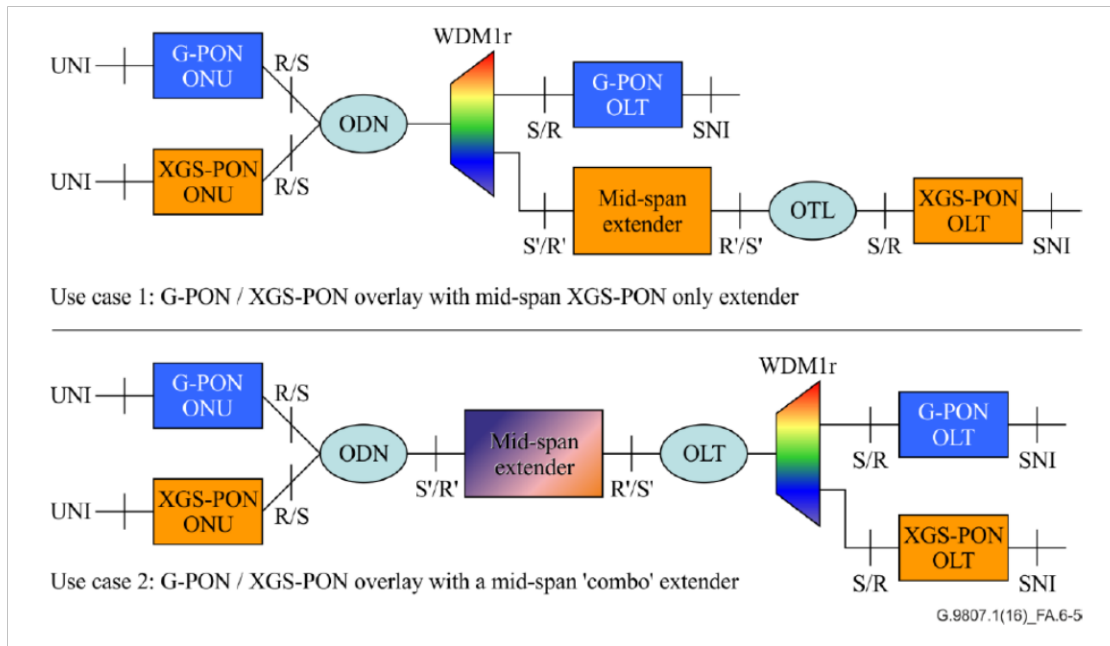 WDM1r
UNI
G-PON
ONU
R/S
ODN
S/R
G-PON
OLT
SNI
UNI
XGS-PON
ONU
R/S
S'/R'
Mid-span
extender
R'/S'
OTL
S/R
XGS-PON
OLT
SNI
Use case 1: G-PON / XGS-PON overlay with mid-span XGS-PON only extender
WDM1r
UNI
G-PON
ONU
R/S
ODN
S'/R'
Mid-span
extender
R'/S'
OLT
S/R
G-PON
OLT
SNI
UNI
XGS-PON
ONU
R/S
S/R
XGS-PON
OLT
SNI
Use case 2: G-PON / XGS-PON overlay with a mid-span 'combo' extender
G.9807.1(16)_FA.6-5